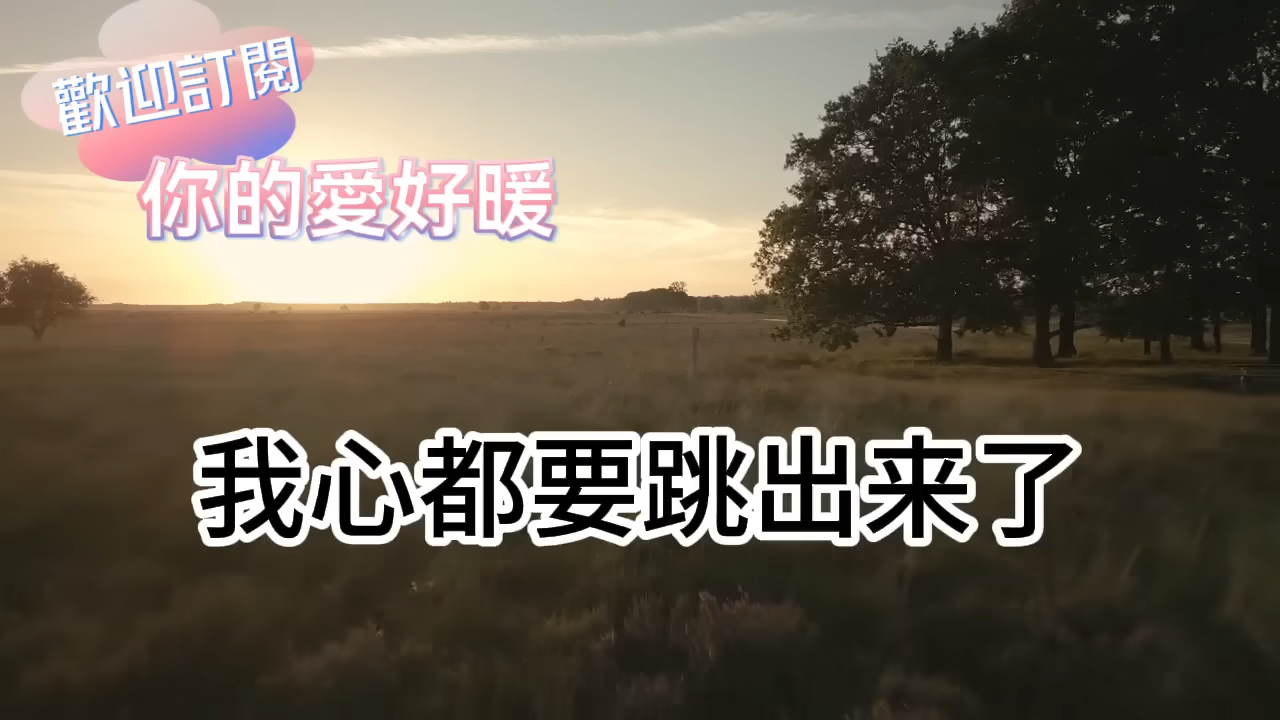 歡迎訂閱
你的愛好暖
我心都要跳出来了